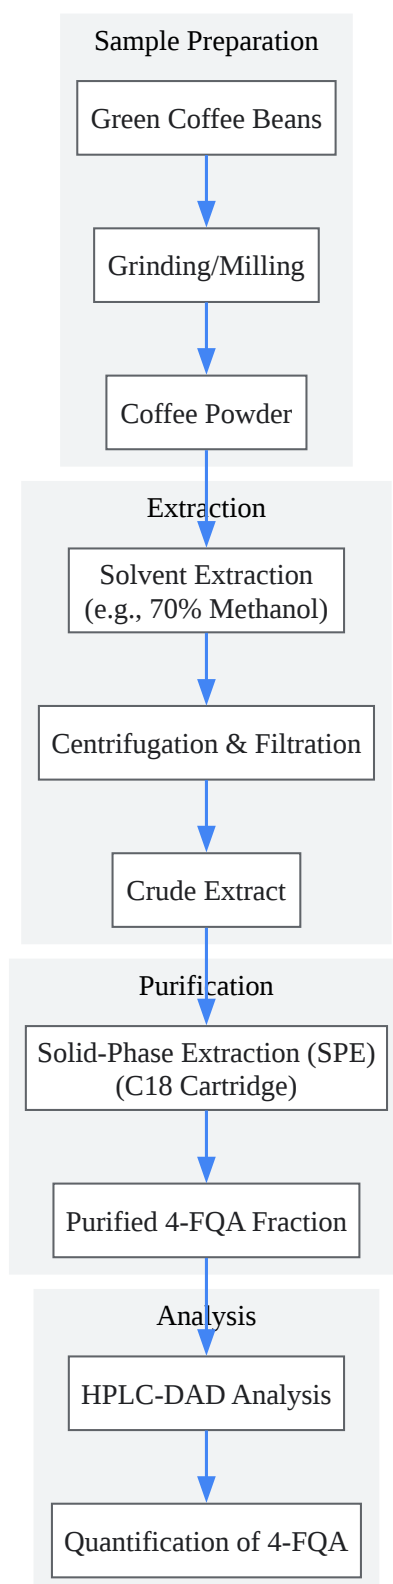 Sample Preparation
Green Coffee Beans
Grinding/Milling
Coffee Powder
Extraction
Solvent Extraction
(e.g., 70% Methanol)
Centrifugation & Filtration
Crude Extract
Purification
Solid-Phase Extraction (SPE)
(C18 Cartridge)
Purified 4-FQA Fraction
Analysis
HPLC-DAD Analysis
Quantification of 4-FQA